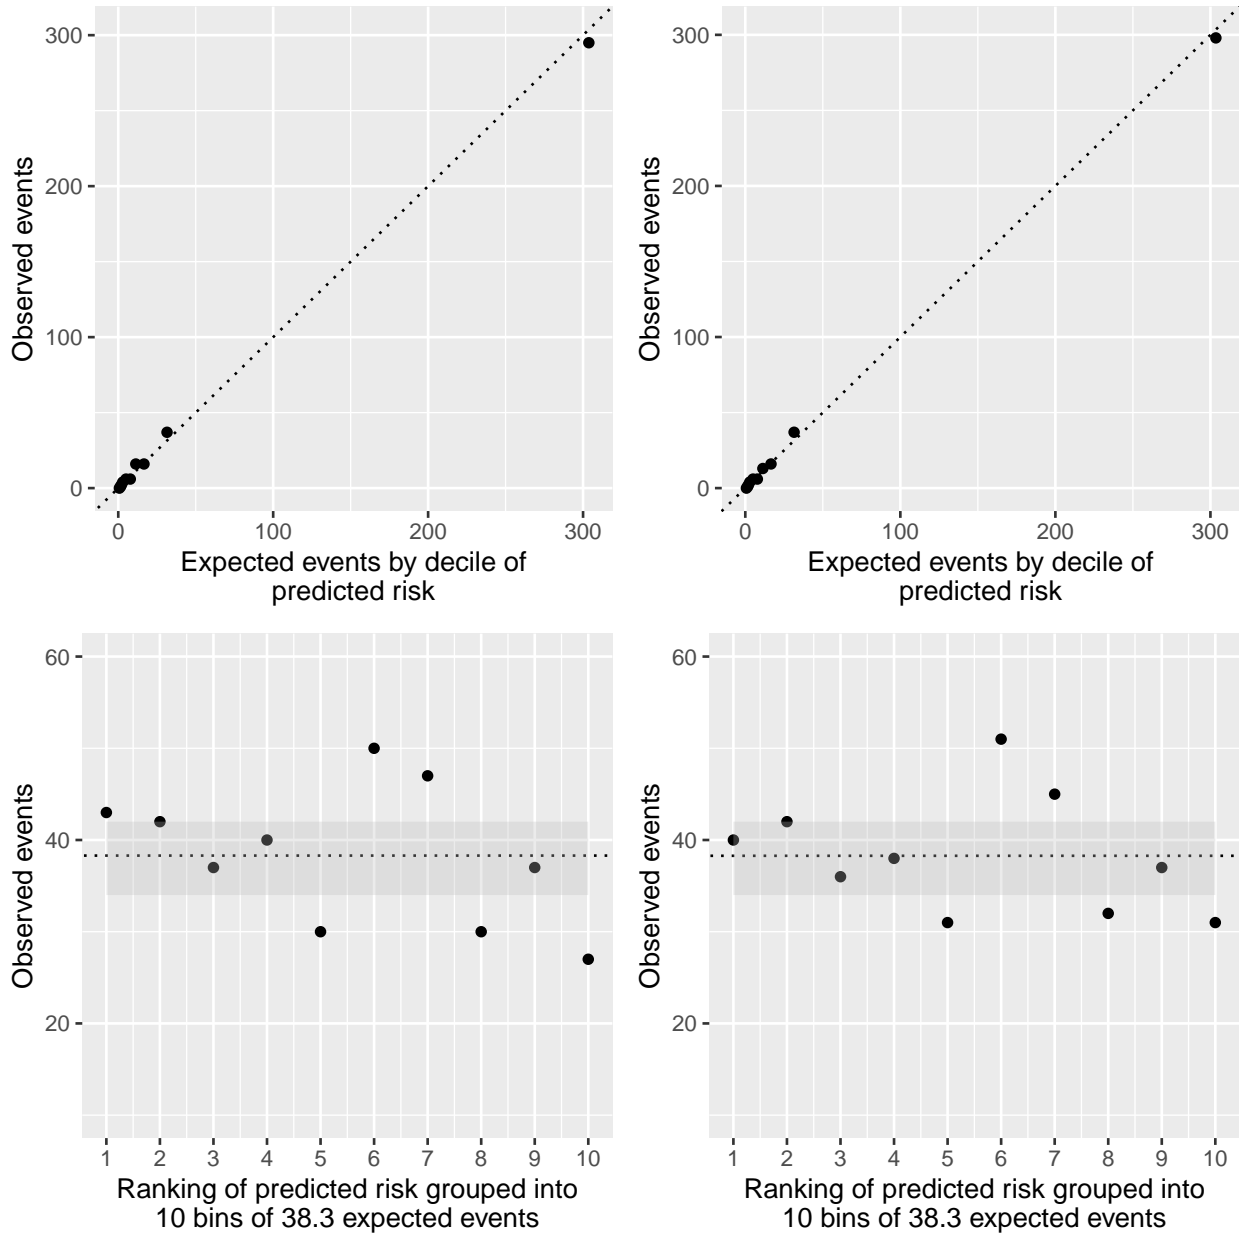 300
200
100
0
Observed events
0 100 200 300
Expected events by decile of
predicted risk
300
200
100
0
Observed events
0 100 200 300
Expected events by decile of
predicted risk
60
40
20
Observed events
1 2 3 4 5 6 7 8 9 10
Ranking of predicted risk grouped into
10 bins of 38.3 expected events
60
40
20
Observed events
1 2 3 4 5 6 7 8 9 10
Ranking of predicted risk grouped into
10 bins of 38.3 expected events